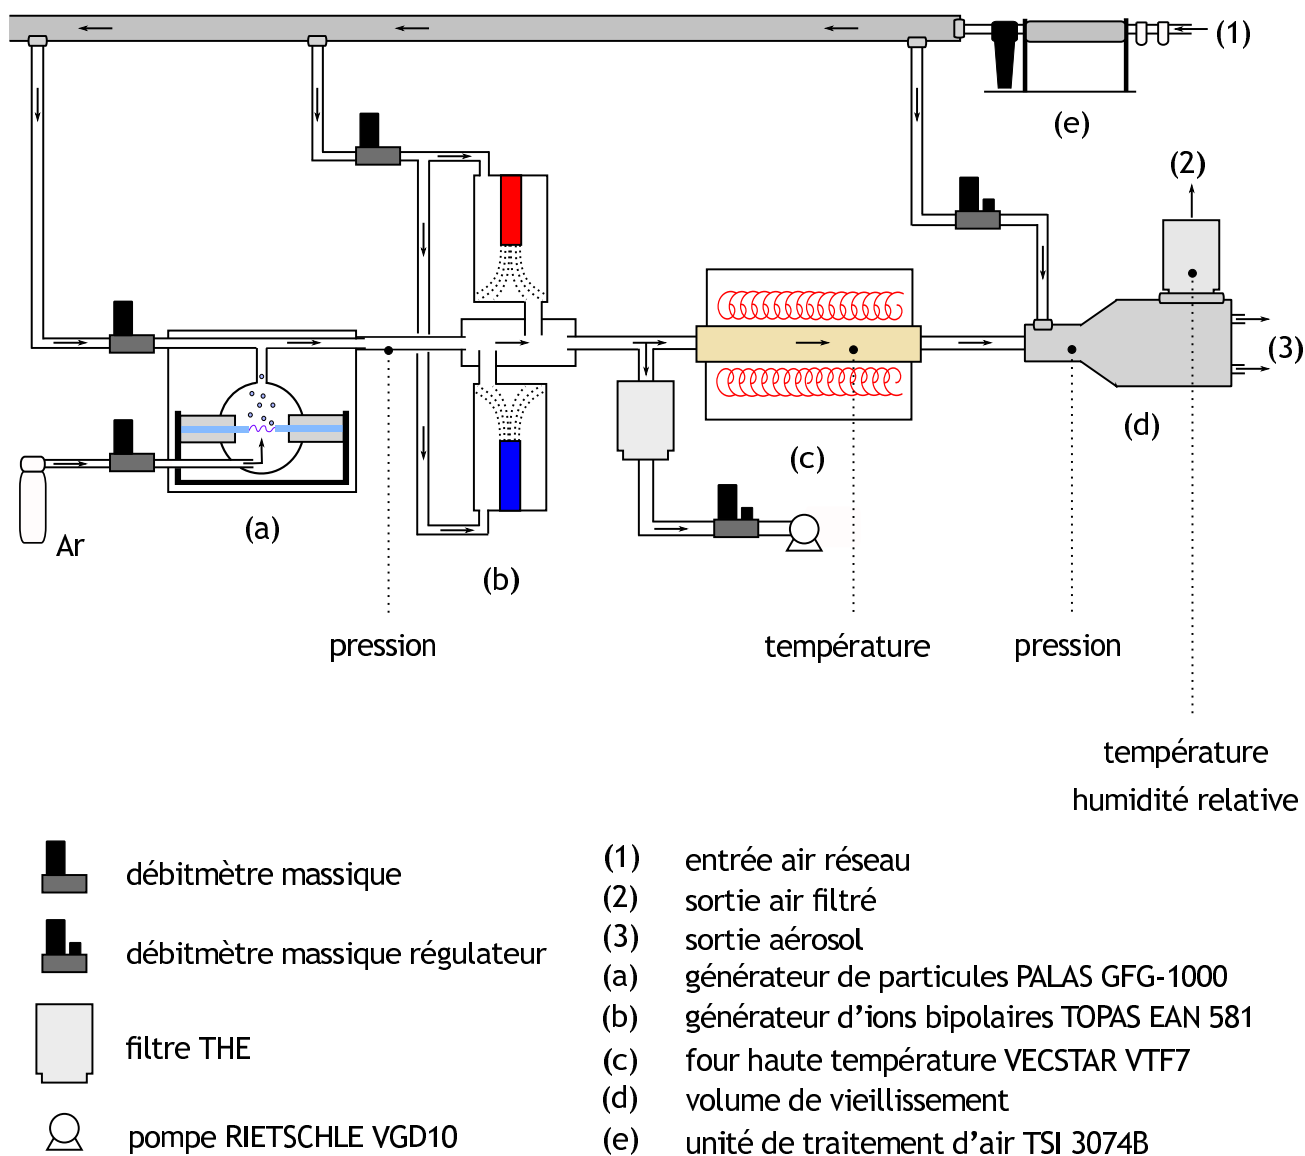 (1)
(e)
(2)
(3)
(d)
(c)
(a)
Ar
(b)
pression
température
pression
température
humidité relative
débitmètre massique
débitmètre massique régulateur
filtre THE
pompe RIETSCHLE VGD10
(1) entrée air réseau
(2) sortie air filtré
(3) sortie aérosol
(a) générateur de particules PALAS GFG-1000
(b) générateur d'ions bipolaires TOPAS EAN 581
(c) four haute température VECSTAR VTF7
(d) volume de vieillissement
(e) unité de traitement d'air TSI 3074B